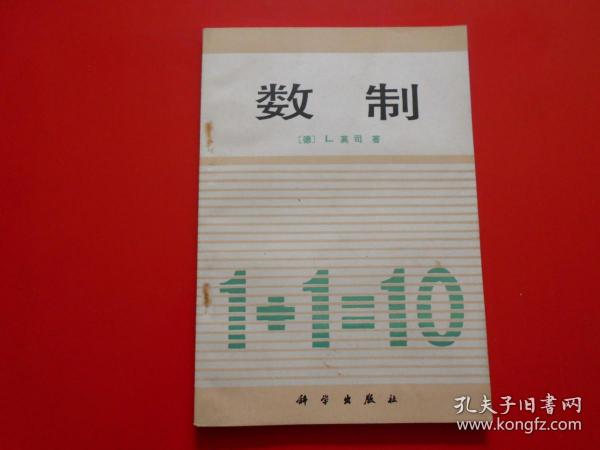 数制
〔德〕 L. 莫司 著
1+1=10
科学出版社
孔夫子旧书网
www.kongfz.com